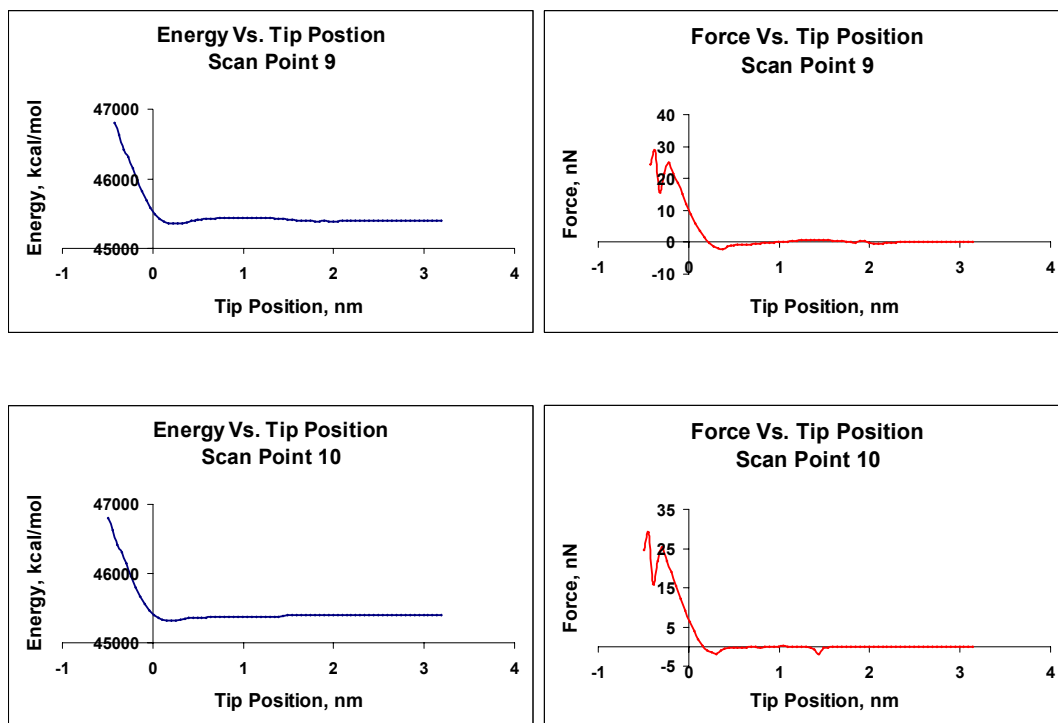 Energy Vs. Tip Postion
Scan Point 9
47000
46000
45000
-1 0 1 2 3 4
Energy, kcal/mol
Tip Position, nm
Force Vs. Tip Position
Scan Point 9
40
30
20
10
0
-10
-1 0 1 2 3 4
Force, nN
Tip Position, nm
Energy Vs. Tip Position
Scan Point 10
47000
46000
45000
-1 0 1 2 3 4
Energy, kcal/mol
Tip Position, nm
Force Vs. Tip Position
Scan Point 10
35
25
15
5
-5
-1 0 1 2 3 4
Force, nN
Tip Position, nm